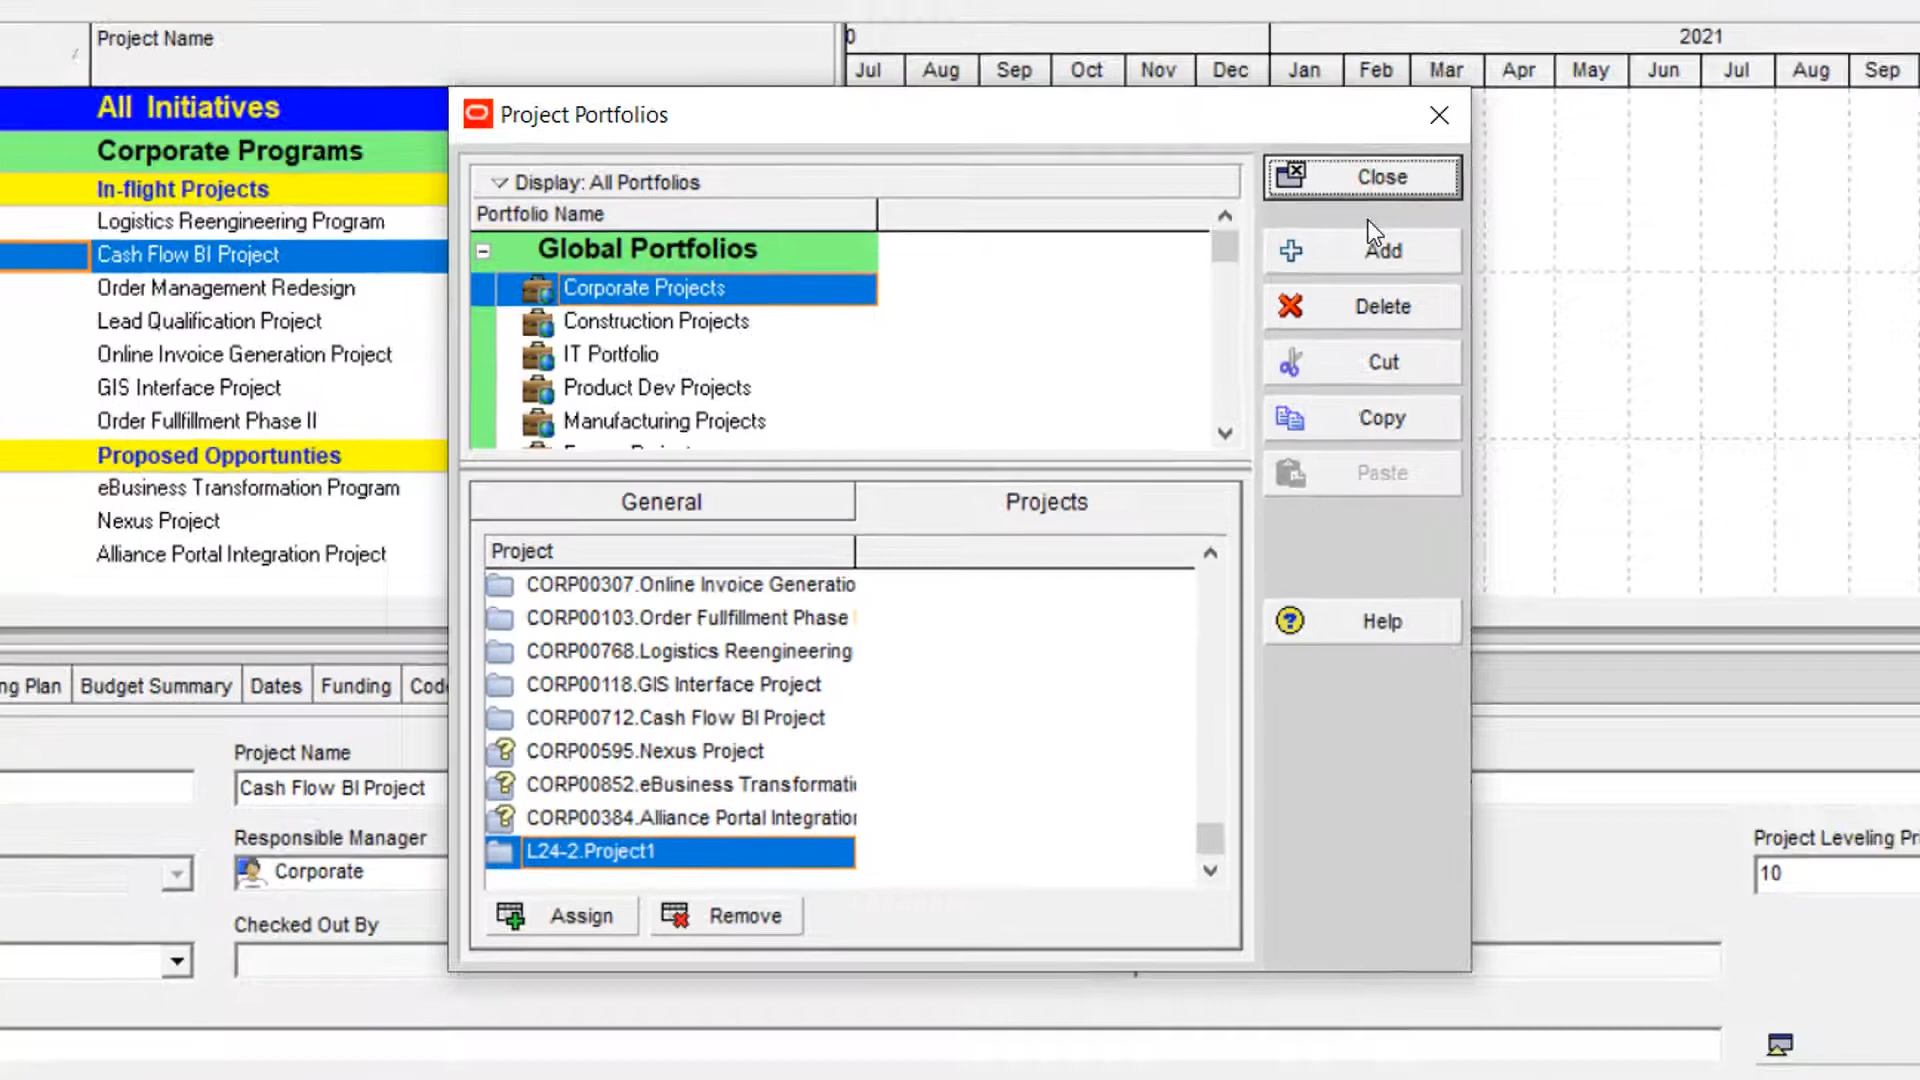 Project Name
0
2021
Jul Aug Sep Oct Nov Dec Jan Feb Mar Apr May Jun Jul Aug Sep
All Initiatives
Corporate Programs
In-flight Projects
Logistics Reengineering Program
Cash Flow BI Project
Order Management Redesign
Lead Qualification Project
Online Invoice Generation Project
GIS Interface Project
Order Fullfillment Phase II
Proposed Opportunties
eBusiness Transformation Program
Nexus Project
Alliance Portal Integration Project
Project Portfolios
Display: All Portfolios
Portfolio Name
Global Portfolios
Corporate Projects
Construction Projects
IT Portfolio
Product Dev Projects
Manufacturing Projects
Close
Add
Delete
Cut
Copy
Paste
Help
General Projects
Project
CORP00307.Online Invoice Generatio
CORP00103.Order Fullfillment Phase
CORP00768.Logistics Reengineering
CORP00118.GIS Interface Project
CORP00712.Cash Flow BI Project
CORP00595.Nexus Project
CORP00852.eBusiness Transformati
CORP00384.Alliance Portal Integration
L24-2.Project1
Assign Remove
ng Plan Budget Summary Dates Funding Cod
Project Name
Cash Flow BI Project
Responsible Manager
Corporate
Checked Out By
Project Leveling Pr
10